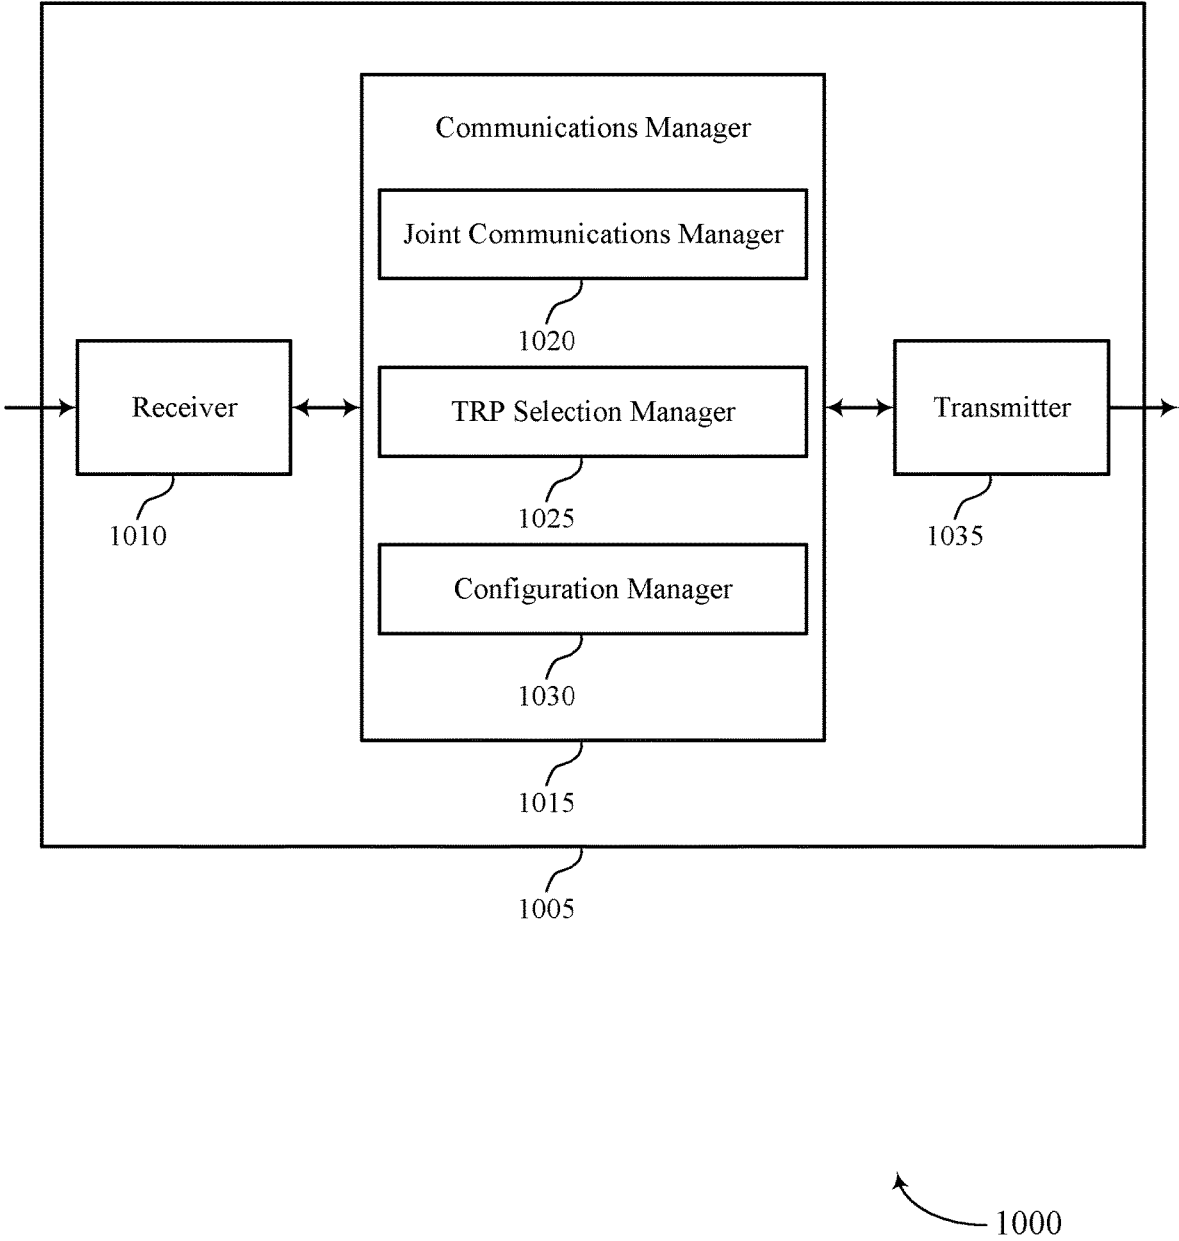 Communications Manager
Joint Communications Manager
1020
Receiver
1010
TRP Selection Manager
1025
Transmitter
1035
Configuration Manager
1030
1015
1005
1000